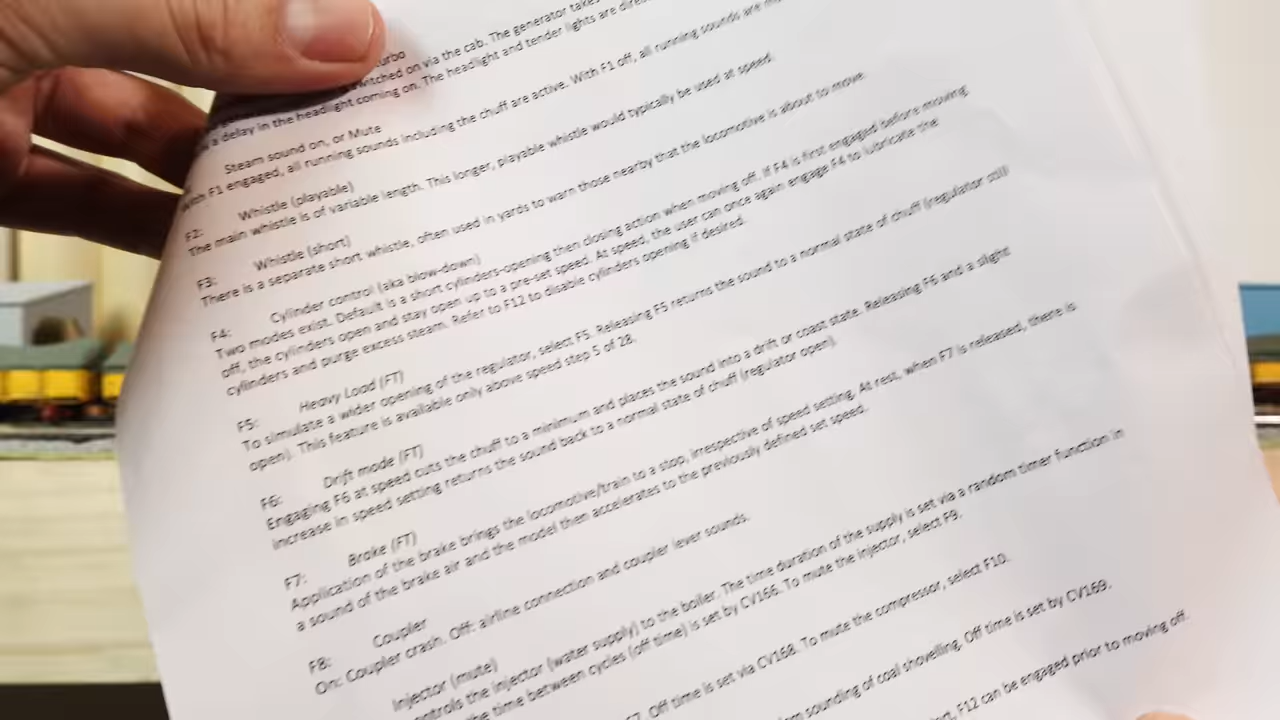 urbo
witched on via the cab. The generator takes
a delay in the headlight coming on. The headlight and tender lights are
Steam sound on, or Mute
With F1 engaged, all running sounds including the chuff are active. With F1 off, all running sounds are
F2: Whistle (playable)
The main whistle is of variable length. This longer, playable whistle would typically be used at speed.
F3: Whistle (short)
There is a separate short whistle, often used in yards to warn those nearby that the locomotive is about to move.
F4: Cylinder control (aka blow-down)
Two modes exist. Default is a short cylinders-opening then closing action when moving off. If F4 is first engaged before moving
off, the cylinders open and stay open up to a pre-set speed. At speed, the user can once again engage F4 to lubricate the
cylinders and purge excess steam. Refer to F12 to disable cylinders opening if desired.
F5: Heavy Load (FT)
To simulate a wider opening of the regulator, select F5. Releasing F5 returns the sound to a normal state of chuff (regulator still
open). This feature is available only above speed step 5 of 28.
F6: Drift mode (FT)
Engaging F6 at speed cuts the chuff to a minimum and places the sound into a drift or coast state. Releasing F6 and a slight
increase in speed setting returns the sound back to a normal state of chuff (regulator open).
F7: Brake (FT)
Application of the brake brings the locomotive/train to a stop, irrespective of speed setting. At rest, when F7 is released, there is
a sound of the brake air and the model then accelerates to the previously defined set speed.
F8: Coupler
On: Coupler crash. Off: airline connection and coupler lever sounds.
Injector (mute)
ontrols the injector (water supply) to the boiler. The time duration of the supply is set via a random timer function in
the time between cycles (off time) is set by CV166. To mute the injector, select F9.
7. Off time is set via CV168. To mute the compressor, select F10.
sounding of coal shovelling. Off time is set by CV169.
F12 can be engaged prior to moving off.